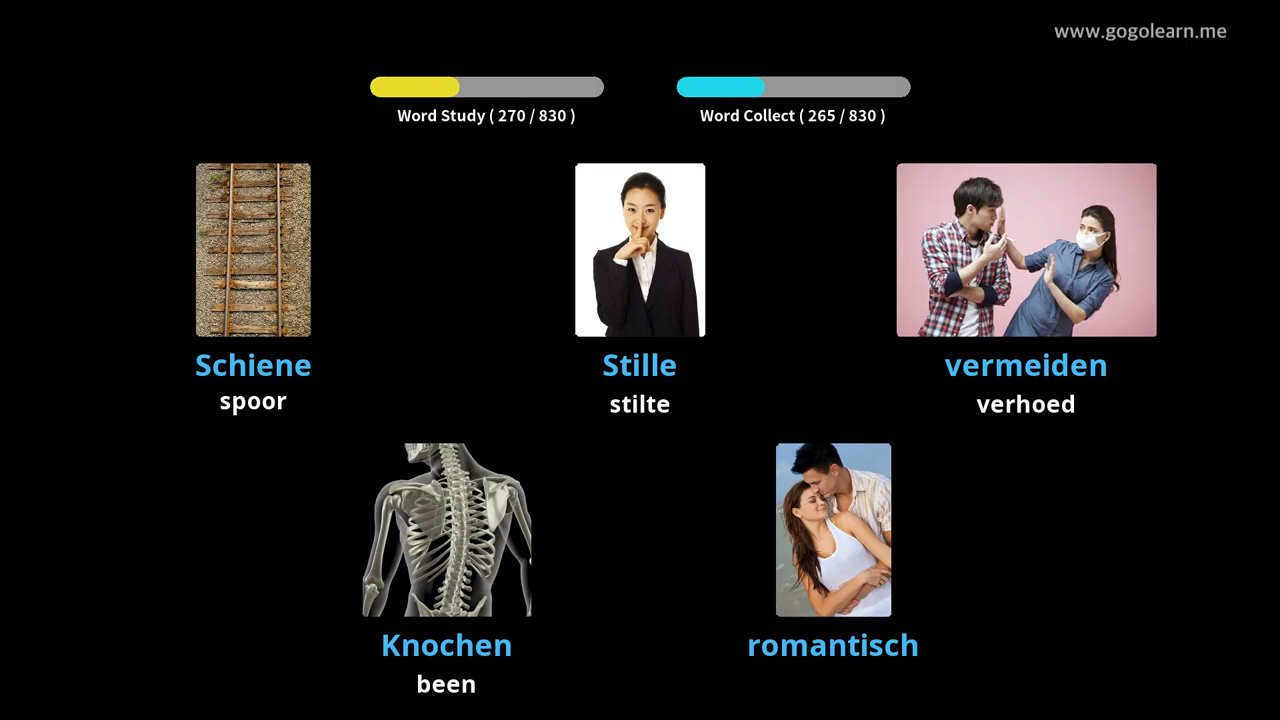 www.gogolearn.me
Word Study ( 270 / 830 )
Word Collect ( 265 / 830 )
Schiene
spoor
Stille
stilte
vermeiden
verhoed
Knochen
been
romantisch